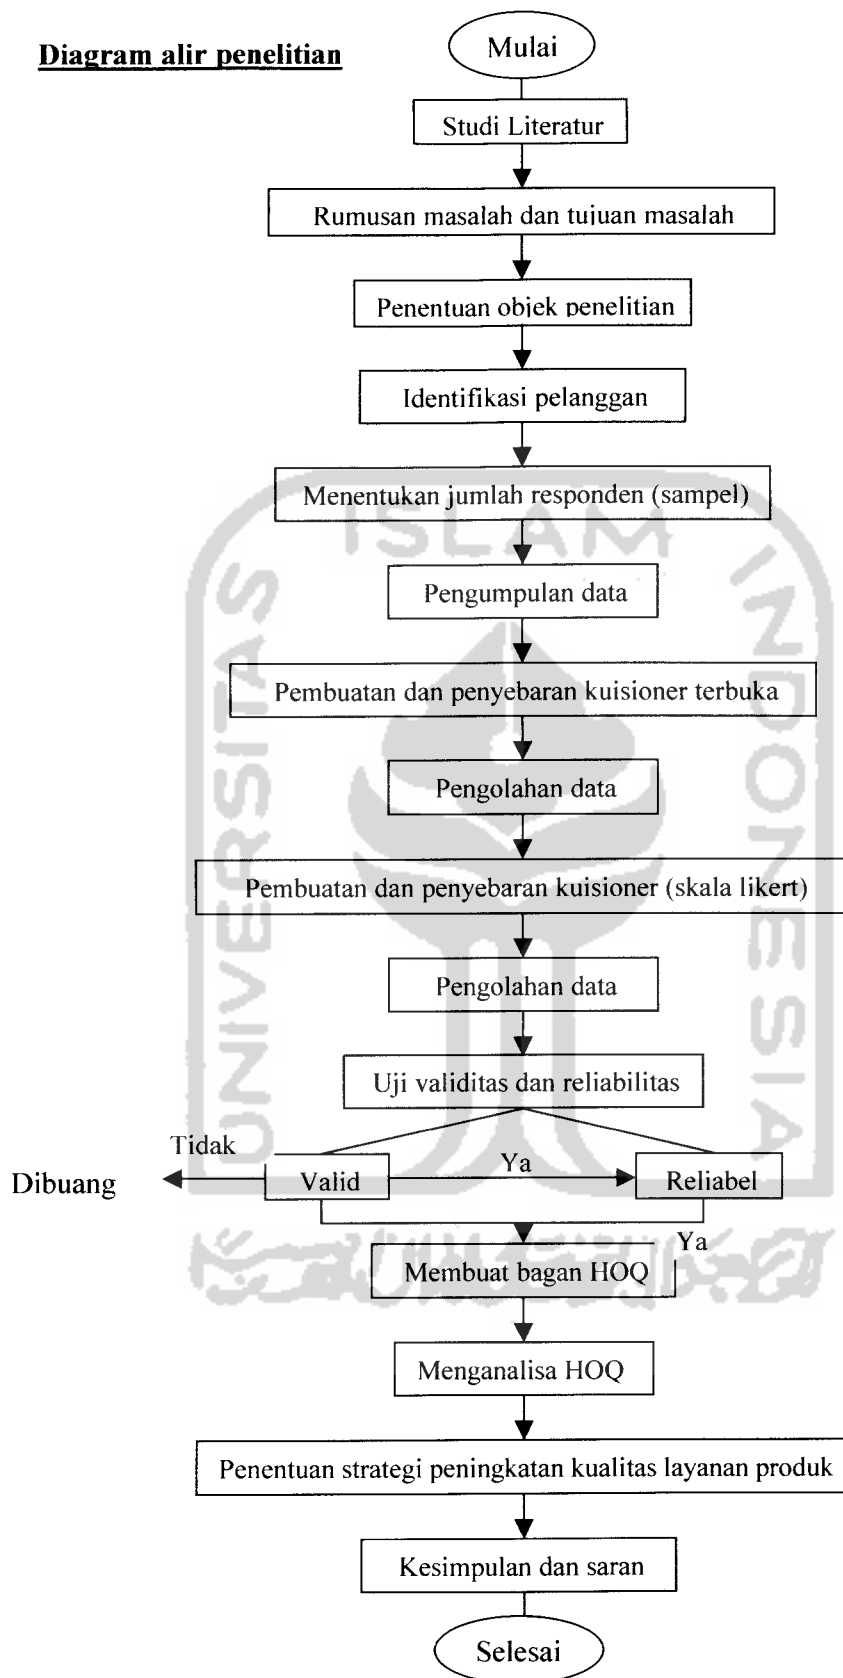 Diagram alir penelitian
Mulai
Studi Literatur
Rumusan masalah dan tujuan masalah
Penentuan objek penelitian
Identifikasi pelanggan
Menentukan jumlah responden (sampel)
Pengumpulan data
Pembuatan dan penyebaran kuisioner terbuka
Pengolahan data
Pembuatan dan penyebaran kuisioner (skala likert)
Pengolahan data
Uji validitas dan reliabilitas
Tidak
Dibuang
Valid
Ya
Reliabel
Ya
Membuat bagan HOQ
Menganalisa HOQ
Penentuan strategi peningkatan kualitas layanan produk
Kesimpulan dan saran
Selesai
UNIVERSITAS
ISLAM
INDONESIA